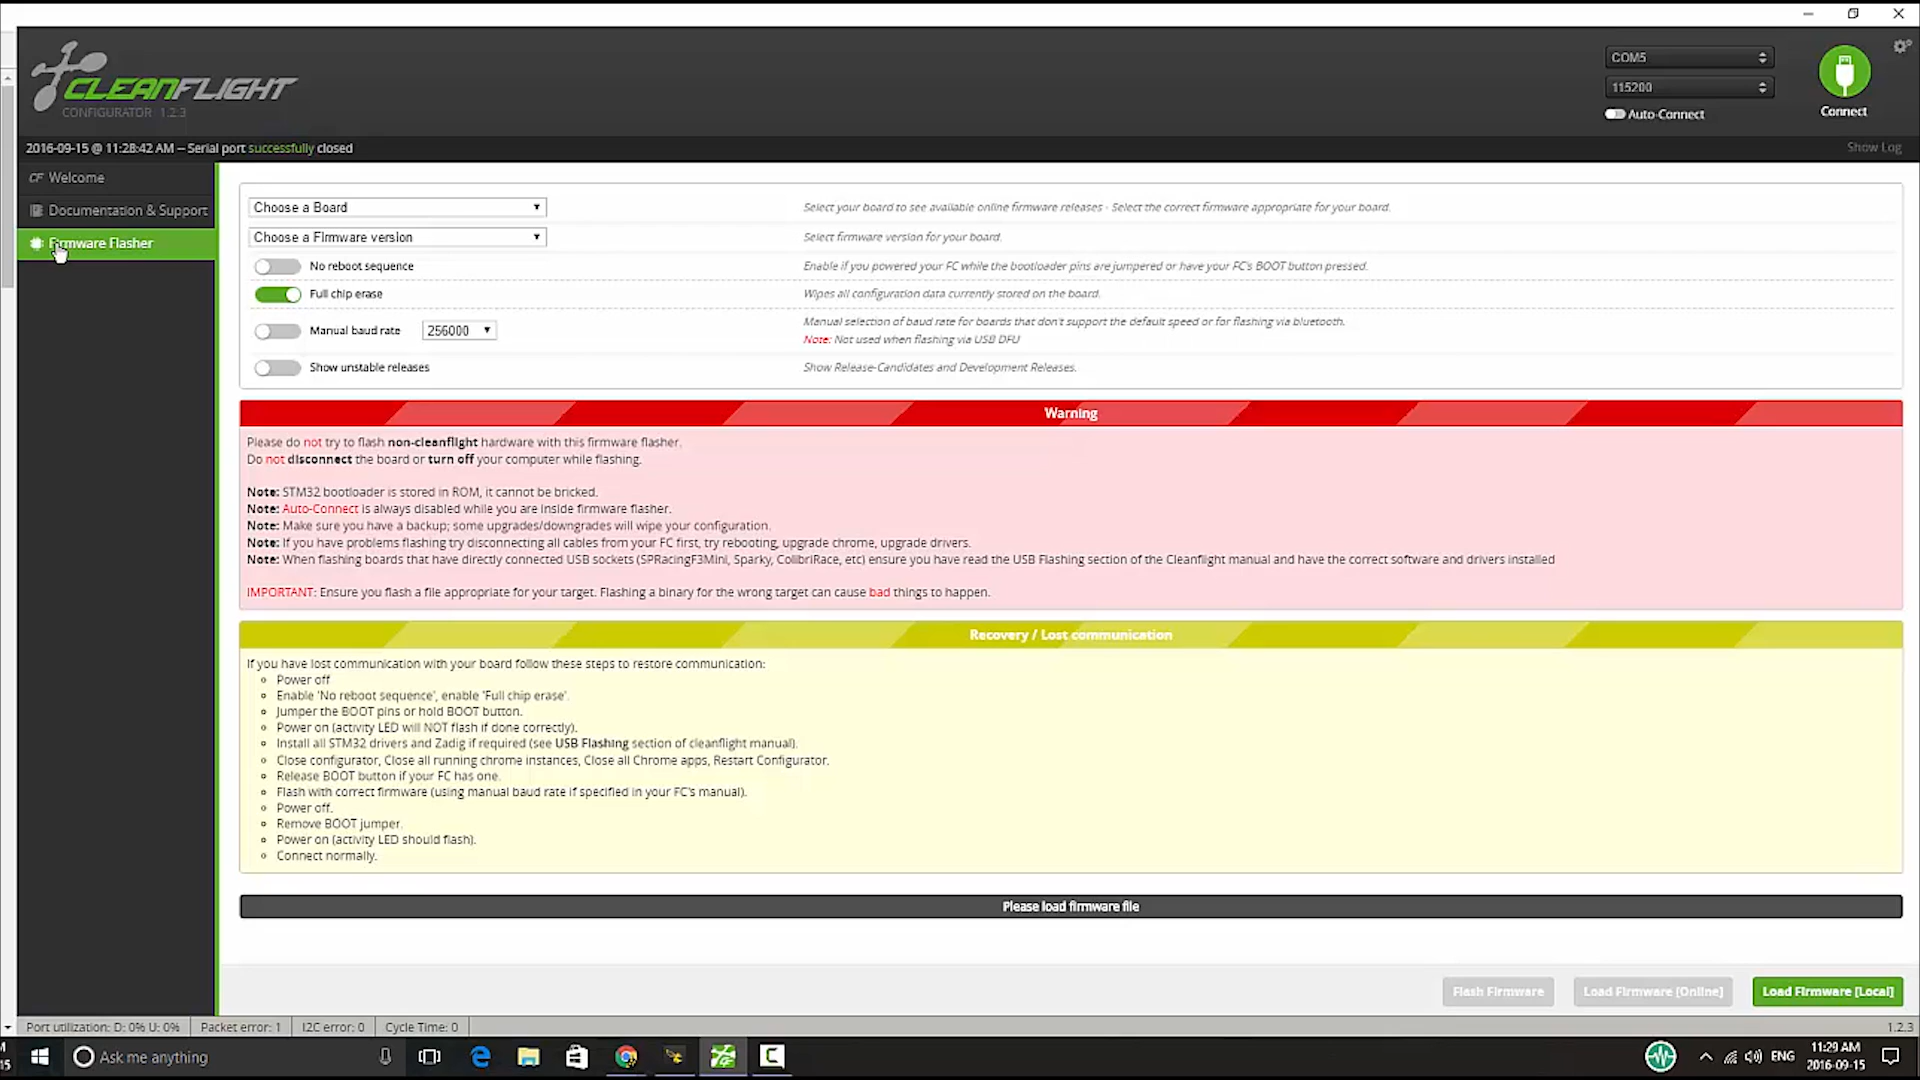 CLEANFLIGHT
CONFIGURATOR 1.2.3
COM5
115200
Auto-Connect
Connect
2016-09-15 @ 11:28:42 AM -- Serial port successfully closed
Show Log
CF Welcome
Documentation & Support
Firmware Flasher
Choose a Board
Select your board to see available online firmware releases - Select the correct firmware appropriate for your board.
Choose a Firmware version
Select firmware version for your board.
No reboot sequence
Enable if you powered your FC while the bootloader pins are jumpered or have your FC's BOOT button pressed.
Full chip erase
Wipes all configuration data currently stored on the board.
Manual baud rate
256000
Manual selection of baud rate for boards that don't support the default speed or for flashing via bluetooth.
Note: Not used when flashing via USB DFU
Show unstable releases
Show Release-Candidates and Development Releases.
Warning
Please do not try to flash non-cleanflight hardware with this firmware flasher.
Do not disconnect the board or turn off your computer while flashing.
Note: STM32 bootloader is stored in ROM, it cannot be bricked.
Note: Auto-Connect is always disabled while you are inside firmware flasher.
Note: Make sure you have a backup; some upgrades/downgrades will wipe your configuration.
Note: If you have problems flashing try disconnecting all cables from your FC first, try rebooting, upgrade chrome, upgrade drivers.
Note: When flashing boards that have directly connected USB sockets (SPRacingF3Mini, Sparky, ColibriRace, etc) ensure you have read the USB Flashing section of the Cleanflight manual and have the correct software and drivers installed
IMPORTANT: Ensure you flash a file appropriate for your target. Flashing a binary for the wrong target can cause bad things to happen.
Recovery / Lost communication
If you have lost communication with your board follow these steps to restore communication:
Power off
Enable 'No reboot sequence', enable 'Full chip erase'.
Jumper the BOOT pins or hold BOOT button.
Power on (activity LED will NOT flash if done correctly).
Install all STM32 drivers and Zadig if required (see USB Flashing section of cleanflight manual).
Close configurator, Close all running chrome instances, Close all Chrome apps, Restart Configurator.
Release BOOT button if your FC has one.
Flash with correct firmware (using manual baud rate if specified in your FC's manual).
Power off.
Remove BOOT jumper.
Power on (activity LED should flash).
Connect normally.
Please load firmware file
Flash Firmware
Load Firmware [Online]
Load Firmware [Local]
Port utilization: D: 0% U: 0%
Packet error: 1
I2C error: 0
Cycle Time: 0
1.2.3
Ask me anything
ENG
11:29 AM
2016-09-15